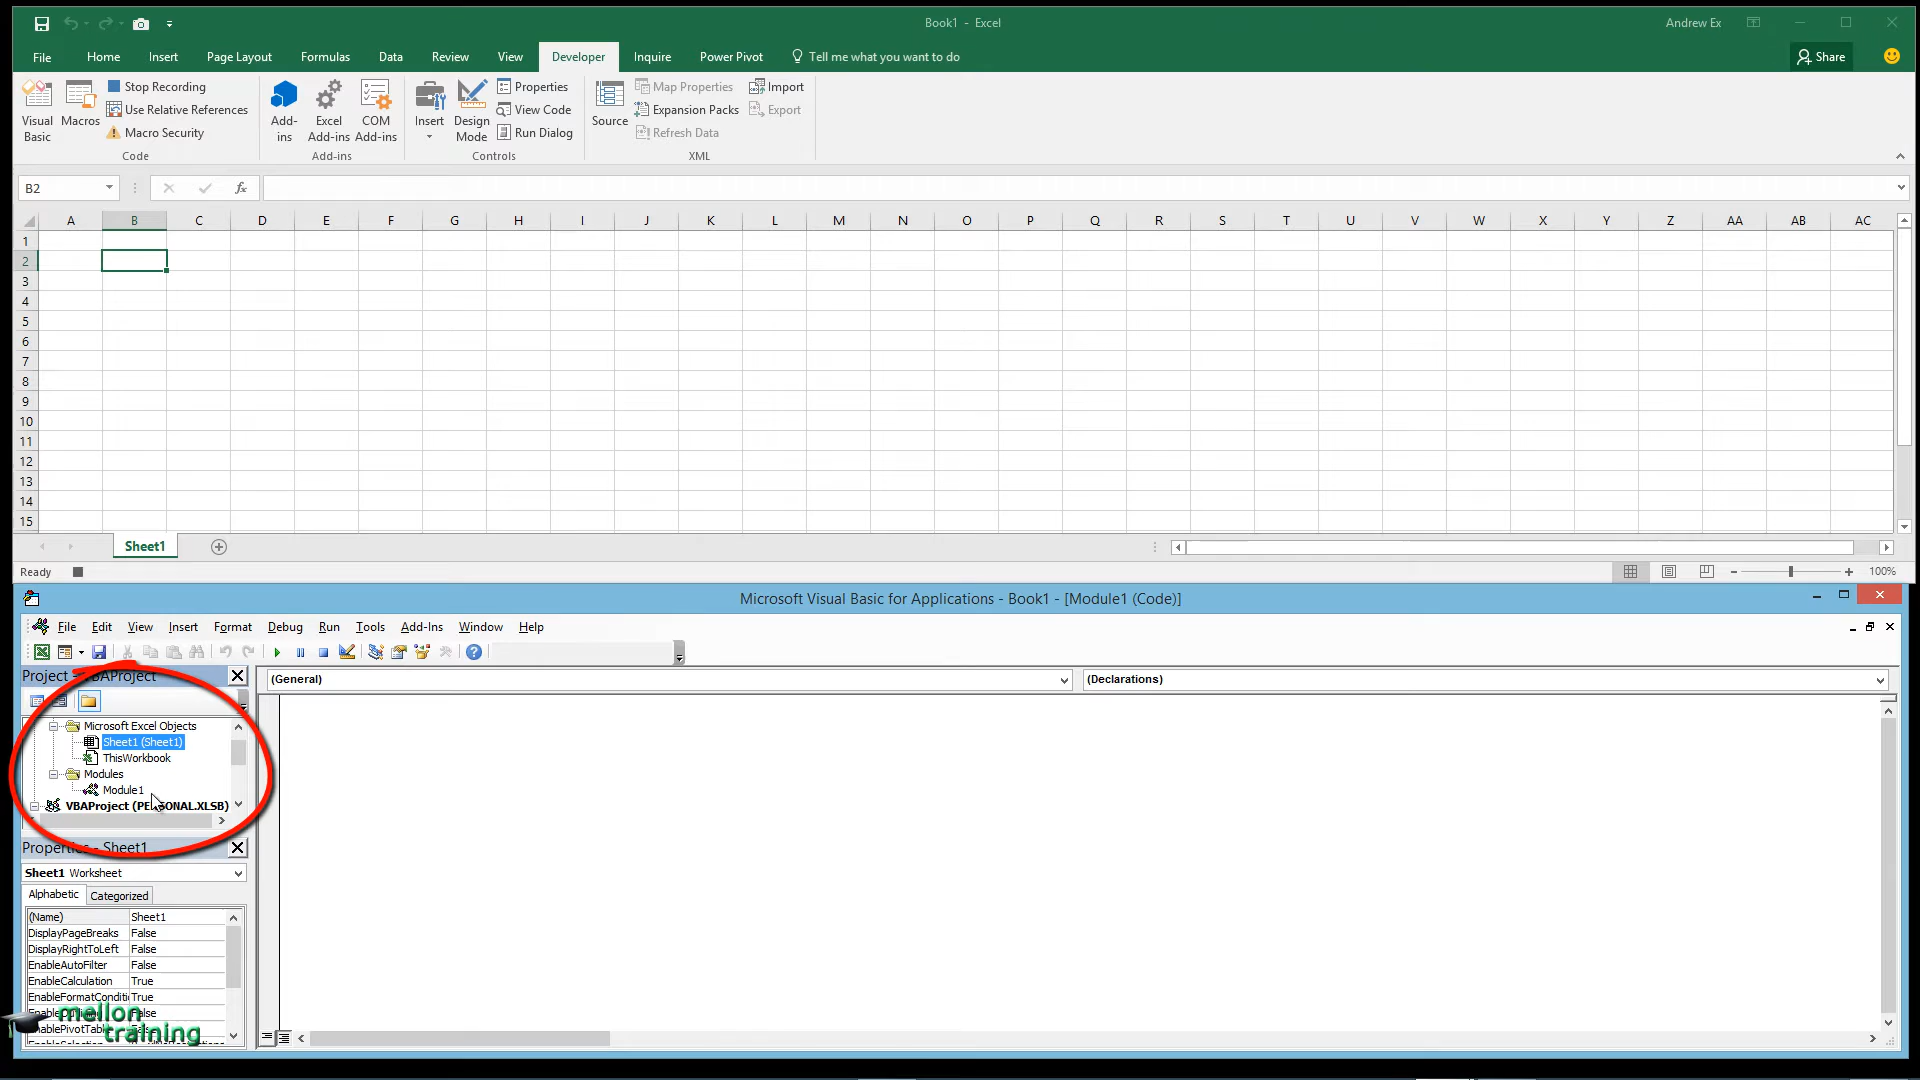 Book1 - Excel
Andrew Ex
File Home Insert Page Layout Formulas Data Review View Developer Inquire Power Pivot Tell me what you want to do
Share
Visual Basic
Macros
Stop Recording
Use Relative References
Macro Security
Code
Add-ins
Excel Add-ins
COM Add-ins
Add-ins
Insert
Design Mode
Properties
View Code
Run Dialog
Controls
Source
Map Properties
Expansion Packs
Refresh Data
Import
Export
XML
B2
fx
A B C D E F G H I J K L M N O P Q R S T U V W X Y Z AA AB AC
1
2
3
4
5
6
7
8
9
10
11
12
13
14
15
Sheet1
Ready
100%
Microsoft Visual Basic for Applications - Book1 - [Module1 (Code)]
File Edit View Insert Format Debug Run Tools Add-Ins Window Help
Project - VBAProject
(General)
(Declarations)
Microsoft Excel Objects
Sheet1 (Sheet1)
ThisWorkbook
Modules
Module1
VBAProject (PERSONAL.XLSB)
Properties - Sheet1
Sheet1 Worksheet
Alphabetic Categorized
(Name) Sheet1
DisplayPageBreaks False
DisplayRightToLeft False
EnableAutoFilter False
EnableCalculation True
EnableFormatConditi True
False
mellon
training